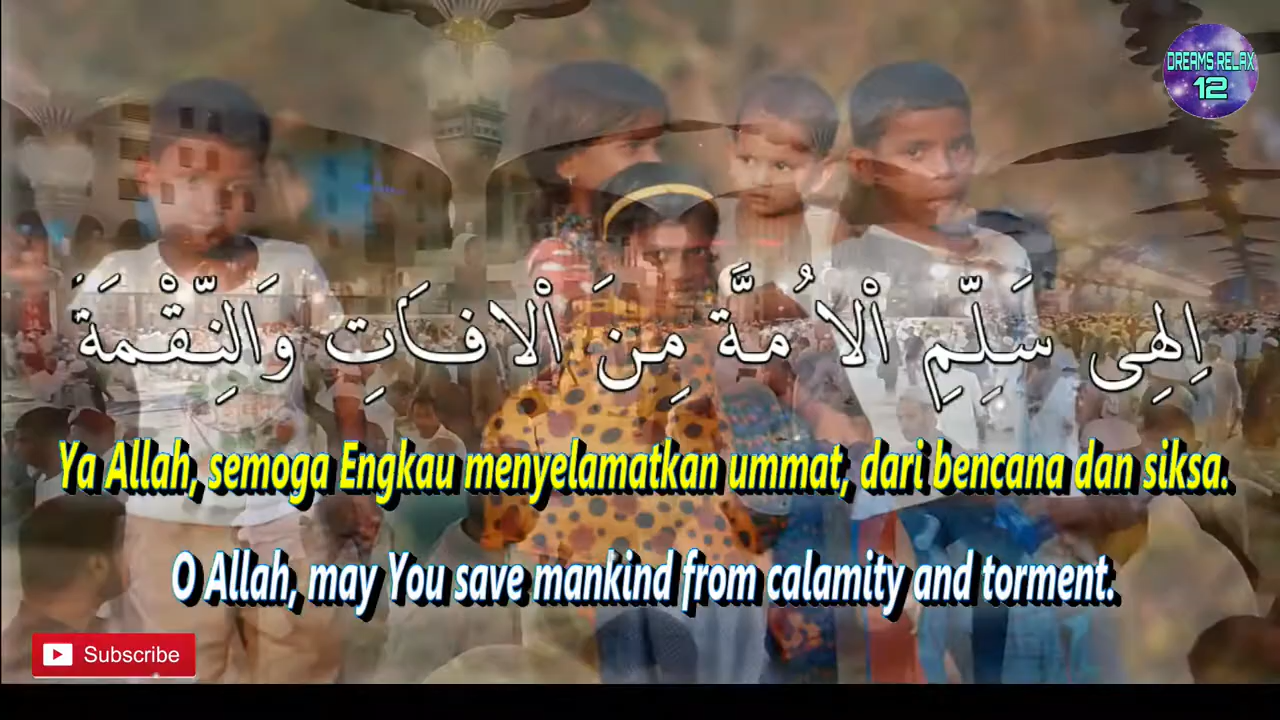 DREAMS RELAX
12
اِلٰهِى سَلِّمِ الْاُمَّةَ مِنَ الْافَاتِ وَالنِّقْمَةَ
Ya Allah, semoga Engkau menyelamatkan ummat, dari bencana dan siksa.
O Allah, may You save mankind from calamity and torment.
Subscribe